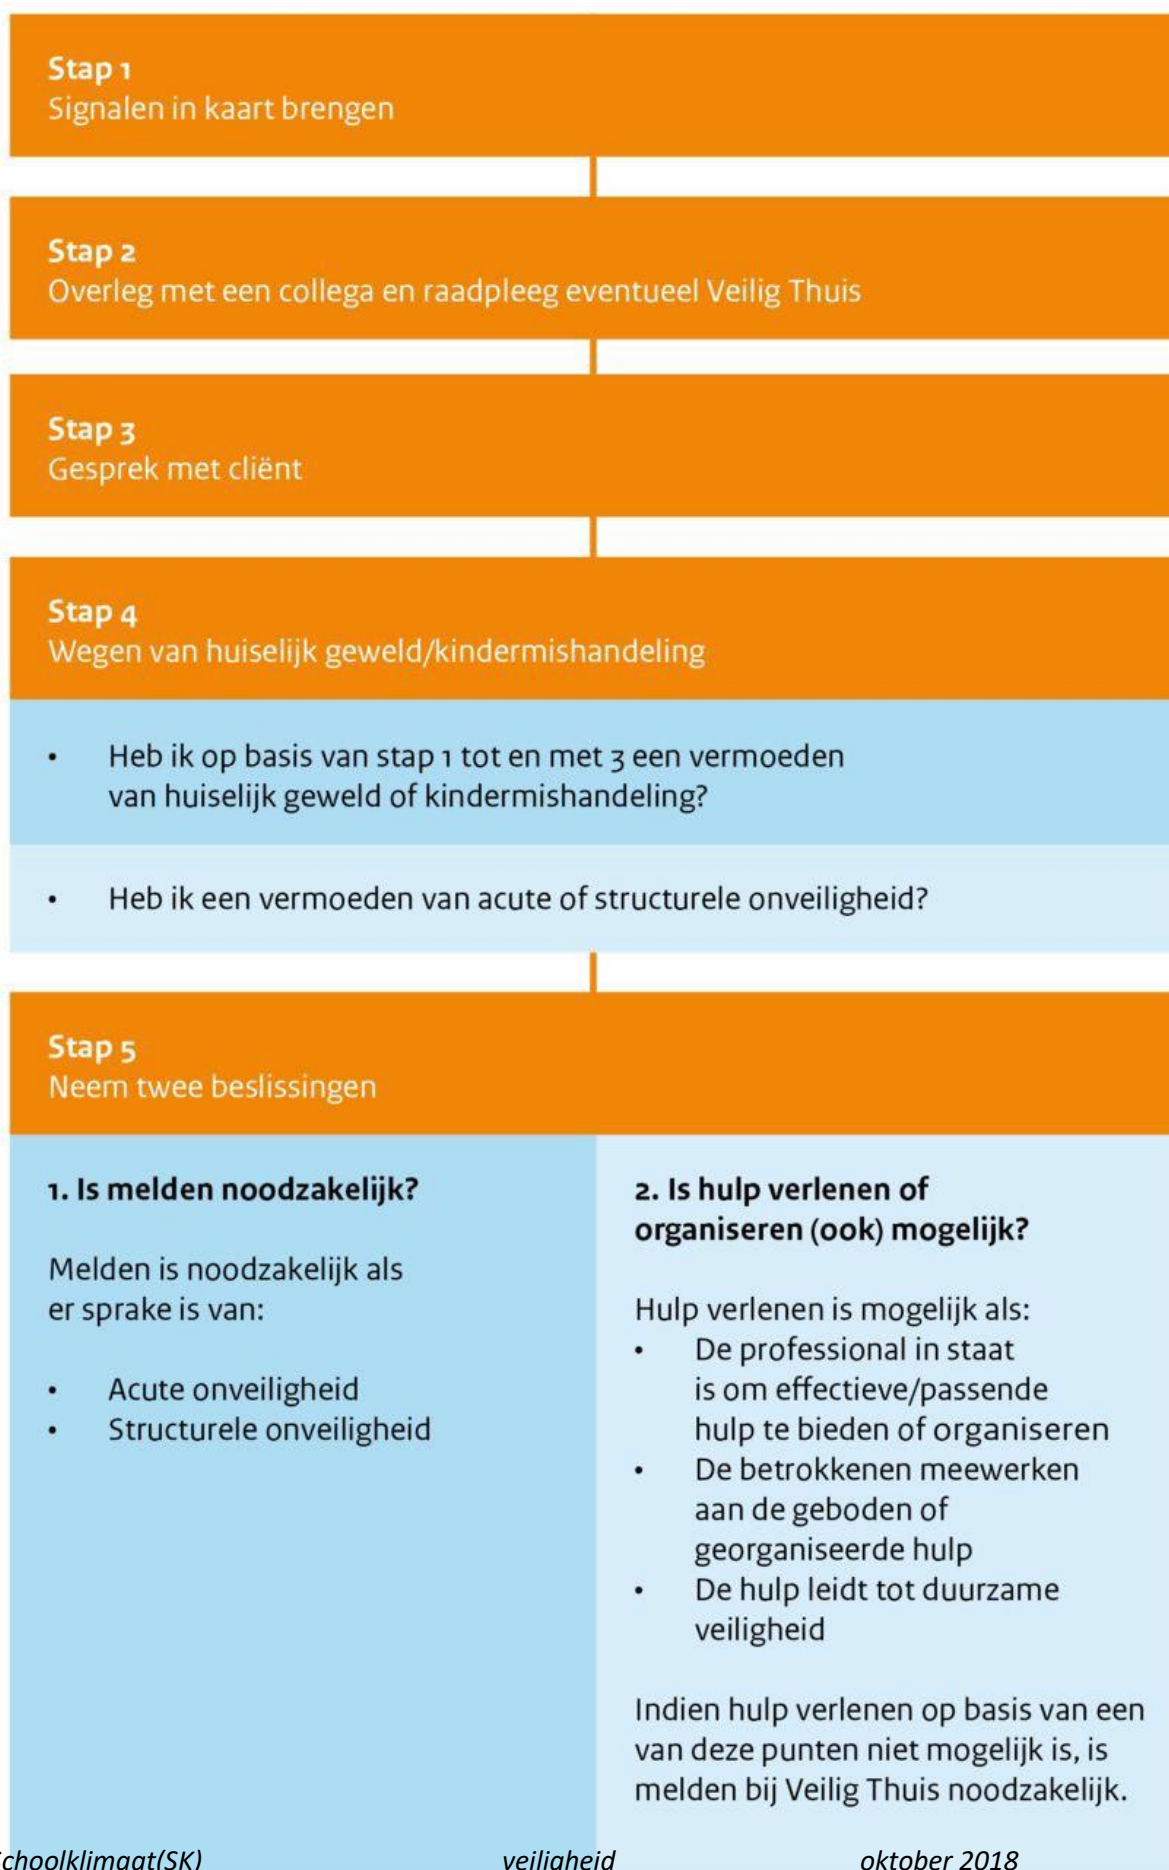 Stap 1
Signalen in kaart brengen
Stap 2
Overleg met een collega en raadpleeg eventueel Veilig Thuis
Stap 3
Gesprek met cliënt
Stap 4
Wegen van huiselijk geweld/kindermishandeling
• Heb ik op basis van stap 1 tot en met 3 een vermoeden
van huiselijk geweld of kindermishandeling?
• Heb ik een vermoeden van acute of structurele onveiligheid?
Stap 5
Neem twee beslissingen
1. Is melden noodzakelijk?
Melden is noodzakelijk als
er sprake is van:
• Acute onveiligheid
• Structurele onveiligheid
2. Is hulp verlenen of
organiseren (ook) mogelijk?
Hulp verlenen is mogelijk als:
• De professional in staat
is om effectieve/passende
hulp te bieden of organiseren
• De betrokkenen meewerken
aan de geboden of
georganiseerde hulp
• De hulp leidt tot duurzame
veiligheid
Indien hulp verlenen op basis van een
van deze punten niet mogelijk is, is
melden bij Veilig Thuis noodzakelijk.
Schoolklimaat(SK) veiligheid oktober 2018